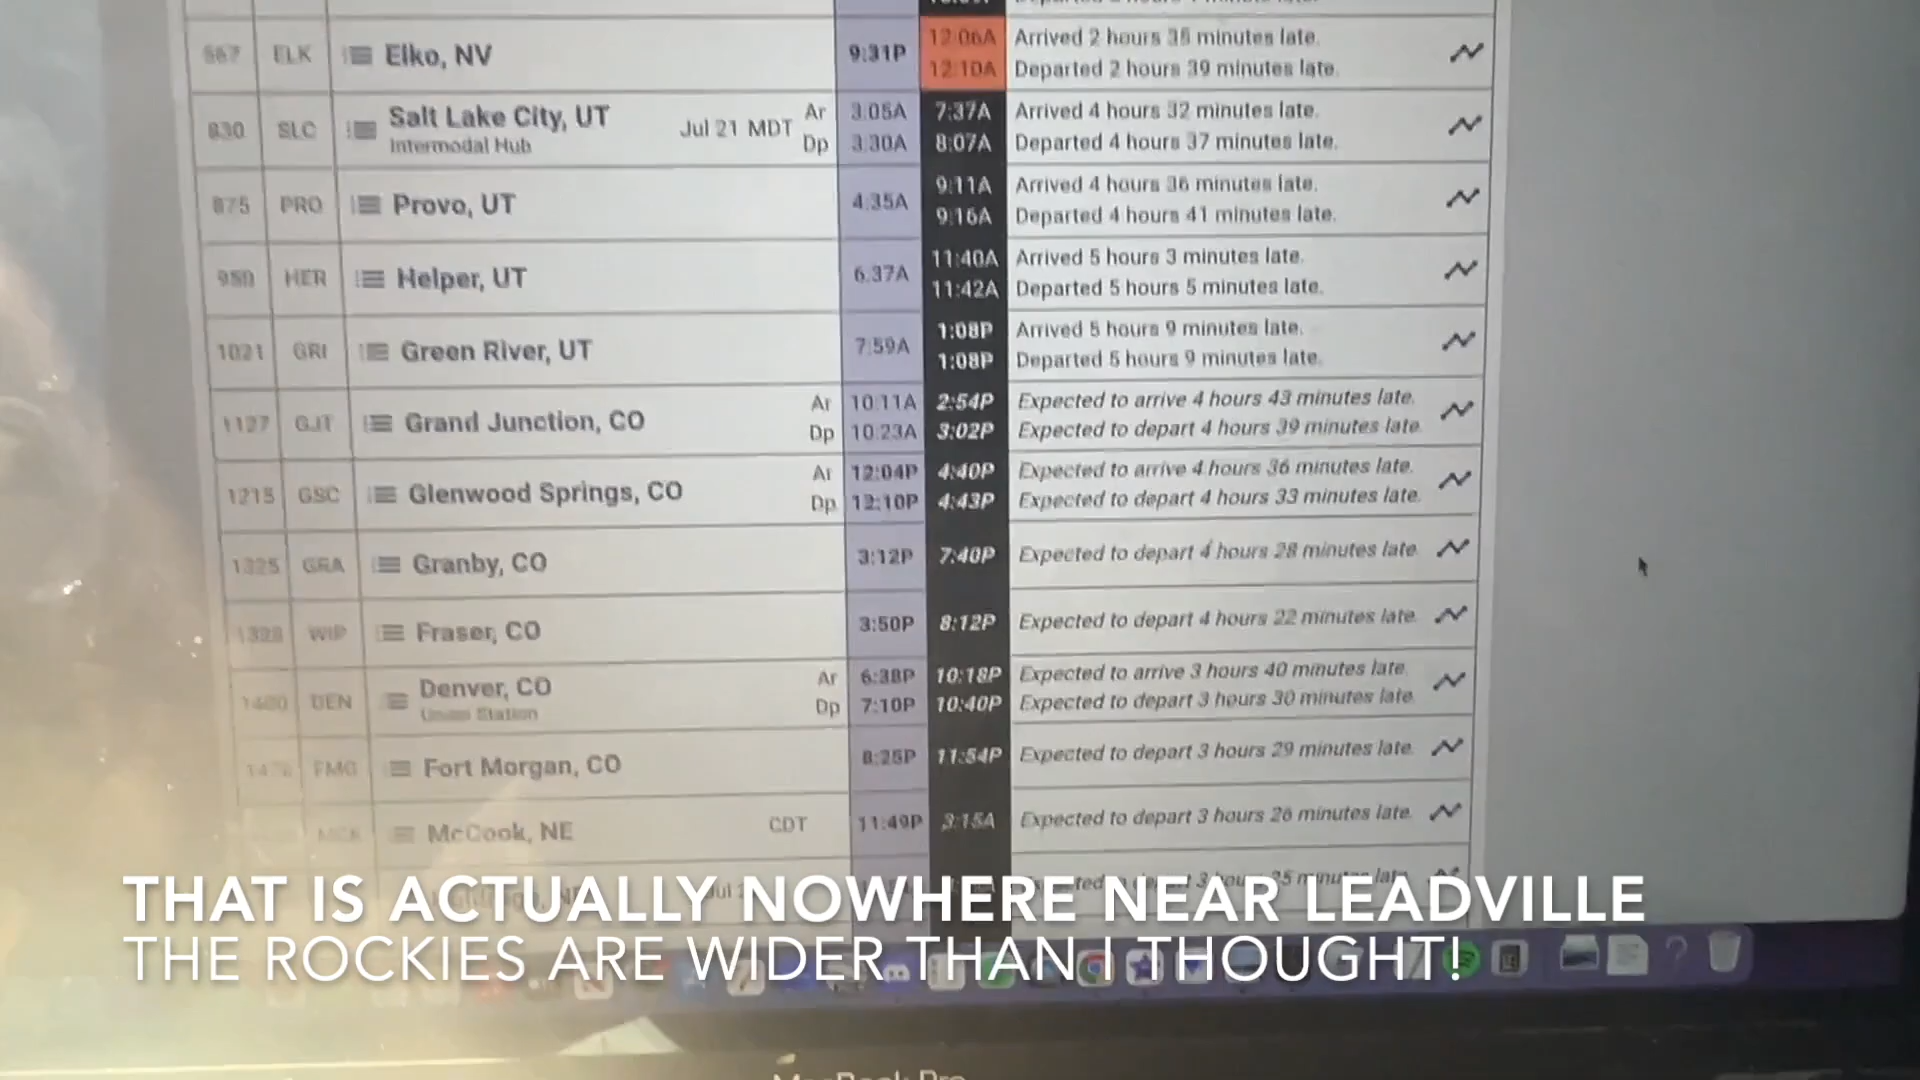 567 ELK Elko, NV 9:31P 12:06A Arrived 2 hours 35 minutes late.
12:10A Departed 2 hours 39 minutes late.
830 SLC Salt Lake City, UT Jul 21 MDT Ar 3:05A 7:37A Arrived 4 hours 32 minutes late.
Intermodal Hub Dp 3:30A 8:07A Departed 4 hours 37 minutes late.
875 PRO Provo, UT 4:35A 9:11A Arrived 4 hours 36 minutes late.
9:16A Departed 4 hours 41 minutes late.
950 HER Helper, UT 6:37A 11:40A Arrived 5 hours 3 minutes late.
11:42A Departed 5 hours 5 minutes late.
1021 GRI Green River, UT 7:59A 1:08P Arrived 5 hours 9 minutes late.
1:08P Departed 5 hours 9 minutes late.
1127 GJT Grand Junction, CO Ar 10:11A 2:54P Expected to arrive 4 hours 43 minutes late.
Dp 10:23A 3:02P Expected to depart 4 hours 39 minutes late.
1215 GSC Glenwood Springs, CO Ar 12:04P 4:40P Expected to arrive 4 hours 36 minutes late.
Dp 12:10P 4:43P Expected to depart 4 hours 33 minutes late.
1325 GRA Granby, CO 3:12P 7:40P Expected to depart 4 hours 28 minutes late.
WIP Fraser, CO 3:50P 8:12P Expected to depart 4 hours 22 minutes late.
DEN Denver, CO Ar 6:38P 10:18P Expected to arrive 3 hours 40 minutes late.
Union Station Dp 7:10P 10:40P Expected to depart 3 hours 30 minutes late.
FMG Fort Morgan, CO 8:25P 11:54P Expected to depart 3 hours 29 minutes late.
MCK McCook, NE CDT 11:49P 3:15A Expected to depart 3 hours 26 minutes late.
THAT IS ACTUALLY NOWHERE NEAR LEADVILLE
THE ROCKIES ARE WIDER THAN I THOUGHT!
MacBook Pro